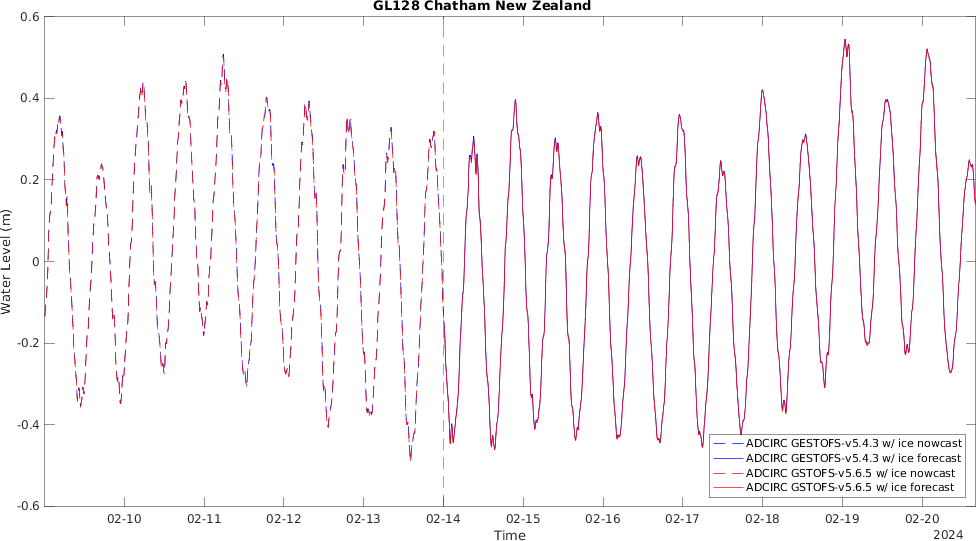 GL128 Chatham New Zealand
0.6
0.4
0.2
0
-0.2
-0.4
-0.6
Water Level (m)
ADCIRC GESTOFS-v5.4.3 w/ ice nowcast
ADCIRC GESTOFS-v5.4.3 w/ ice forecast
ADCIRC GSTOFS-v5.6.5 w/ ice nowcast
ADCIRC GSTOFS-v5.6.5 w/ ice forecast
02-10 02-11 02-12 02-13 02-14 02-15 02-16 02-17 02-18 02-19 02-20
Time 2024